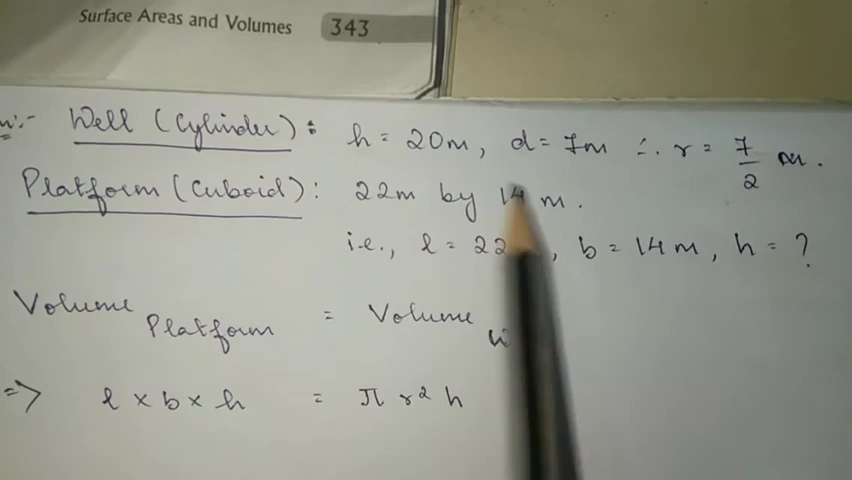 Surface Areas and Volumes 343
Well (Cylinder): h = 20m, d = 7m ∴ r = 7/2 m.
Platform (Cuboid): 22m by 14 m.
i.e., l = 22 , b = 14m, h = ?
Volume Platform = Volume
=> l × b × h = π r² h